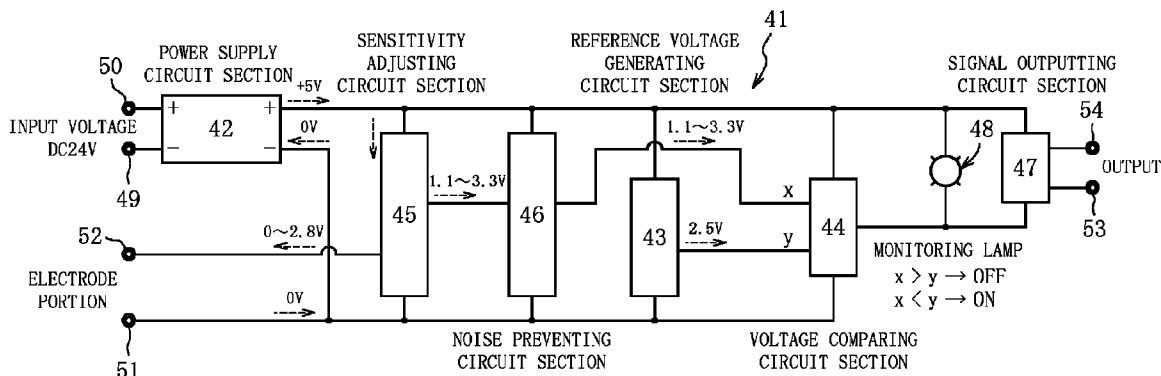 41
SENSITIVITY
ADJUSTING
CIRCUIT SECTION
REFERENCE VOLTAGE
GENERATING
CIRCUIT SECTION
POWER SUPPLY
CIRCUIT SECTION
SIGNAL OUTPUTTING
CIRCUIT SECTION
50
+5V
54
+ +
INPUT VOLTAGE
DC24V
42
0V
1.1～3.3V
48
47
OUTPUT
- -
49
1.1～3.3V
x
53
45
46
43
44
52
0～2.8V
2.5V
y
MONITORING LAMP
x > y → OFF
x < y → ON
ELECTRODE
PORTION
0V
51
NOISE PREVENTING
CIRCUIT SECTION
VOLTAGE COMPARING
CIRCUIT SECTION